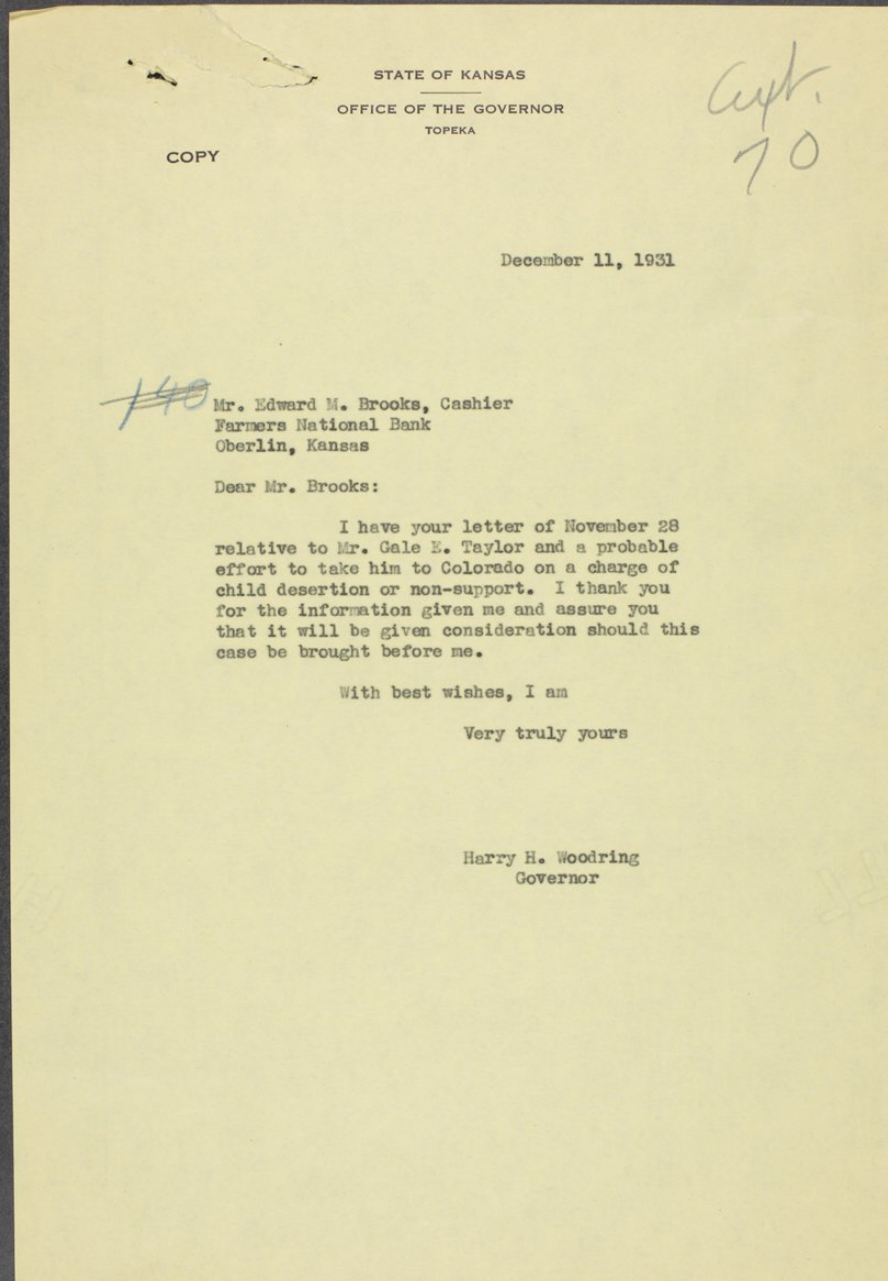 STATE OF KANSAS
OFFICE OF THE GOVERNOR
TOPEKA
COPY
70
December 11, 1931
140
Mr. Edward M. Brooks, Cashier
Farmers National Bank
Oberlin, Kansas
Dear Mr. Brooks:
I have your letter of November 28
relative to Mr. Gale E. Taylor and a probable
effort to take him to Colorado on a charge of
child desertion or non-support. I thank you
for the information given me and assure you
that it will be given consideration should this
case be brought before me.
With best wishes, I am
Very truly yours
Harry H. Woodring
Governor